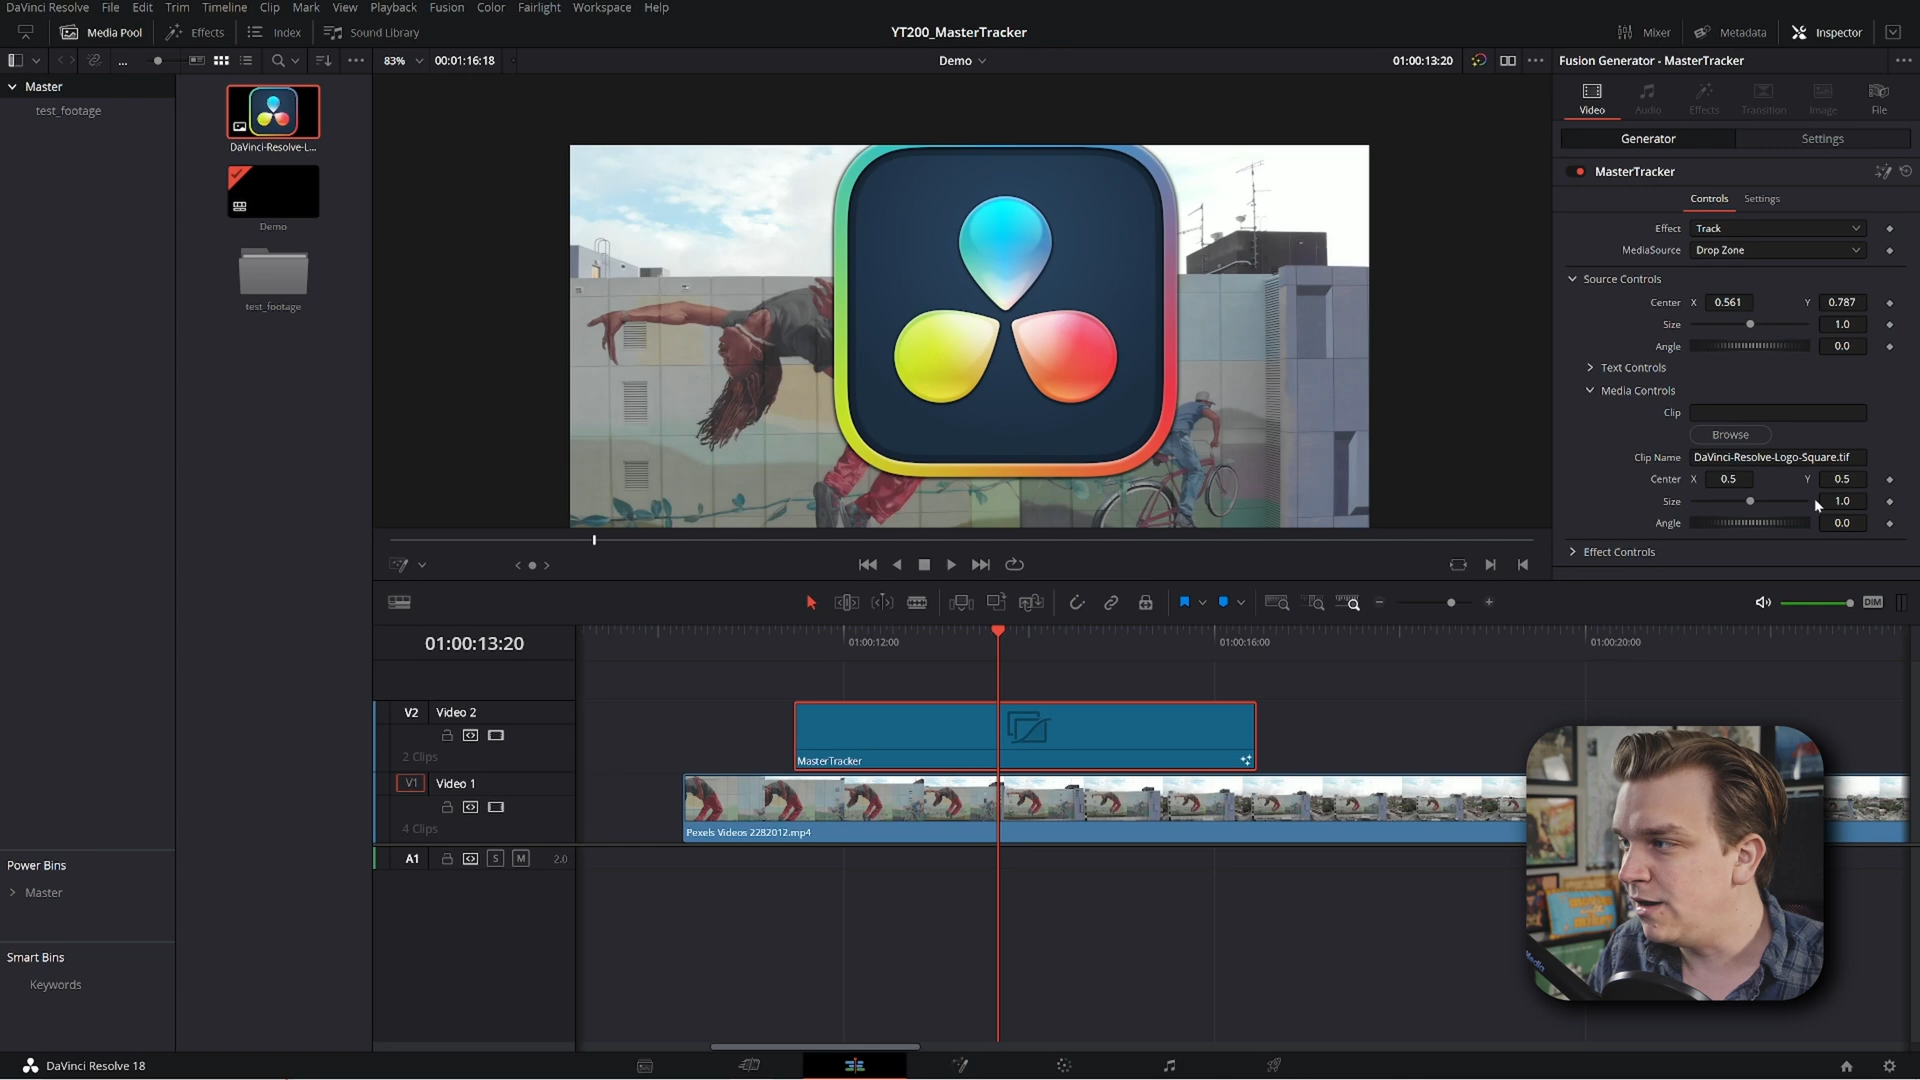 DaVinci Resolve File Edit Trim Timeline Clip Mark View Playback Fusion Color Fairlight Workspace Help
Media Pool Effects Index Sound Library YT200_MasterTracker Mixer Metadata Inspector
... 83% 00:01:16:18 Demo 01:00:13:20 Fusion Generator - MasterTracker
Master
test_footage
DaVinci-Resolve-L...
Demo
test_footage
Video Audio Effects Transition Image File
Generator Settings
MasterTracker
Controls Settings
Effect Track
MediaSource Drop Zone
Source Controls
Center X 0.561 Y 0.787
Size 1.0
Angle 0.0
Text Controls
Media Controls
Clip
Browse
Clip Name DaVinci-Resolve-Logo-Square.tif
Center X 0.5 Y 0.5
Size 1.0
Angle 0.0
Effect Controls
DIM
01:00:13:20 01:00:12:00 01:00:16:00 01:00:20:00
V2 Video 2
2 Clips
MasterTracker
V1 Video 1
4 Clips
Pexels Videos 2282012.mp4
A1 S M 2.0
Power Bins
Master
Smart Bins
Keywords
DaVinci Resolve 18